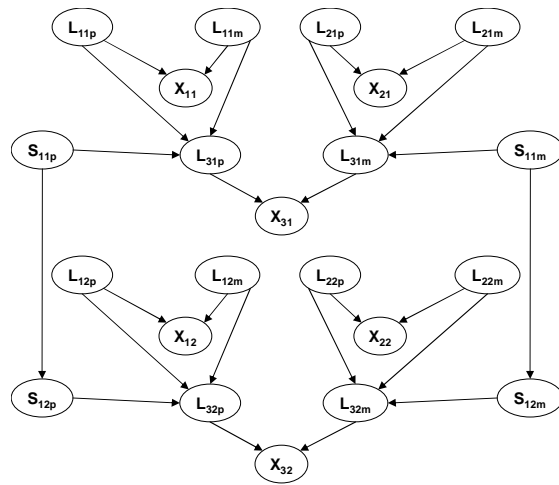 L11p L11m L21p L21m
X11 X21
S11p L31p L31m S11m
X31
L12p L12m L22p L22m
X12 X22
S12p L32p L32m S12m
X32